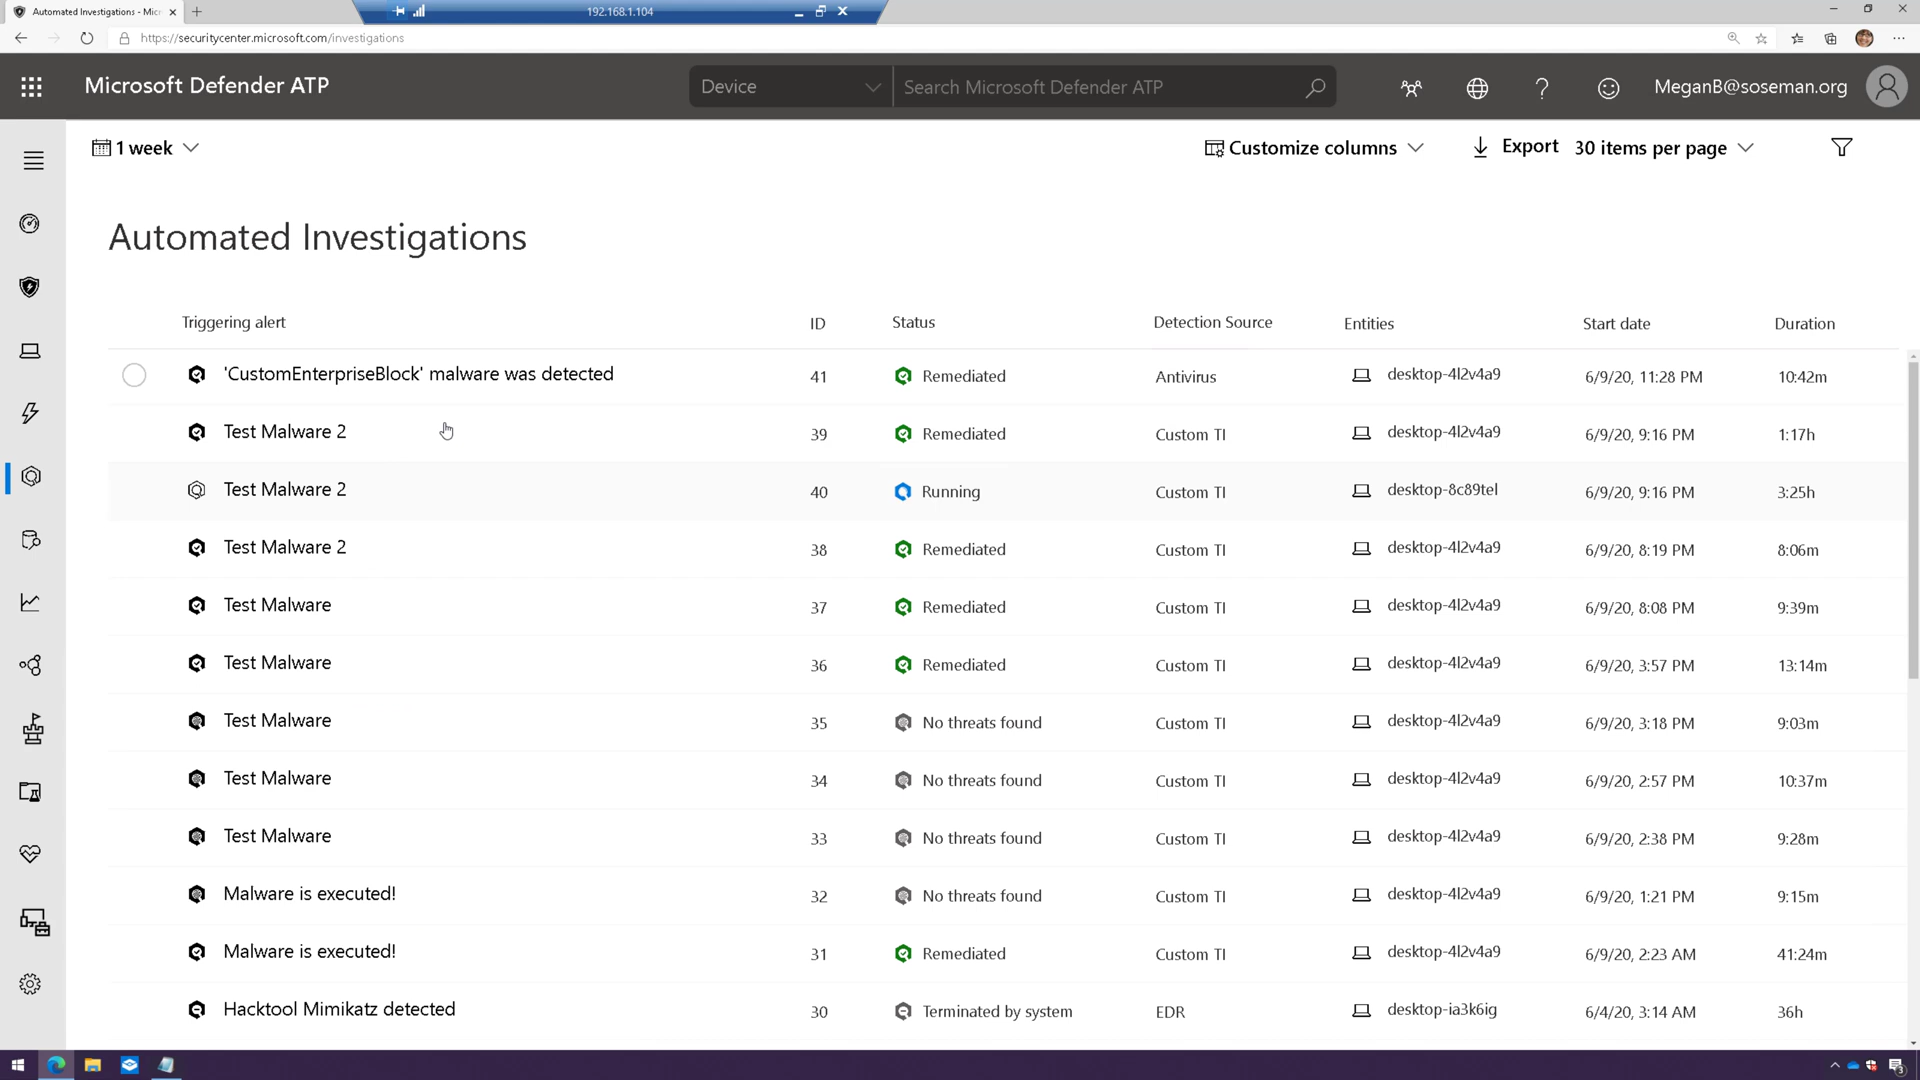 Automated Investigations - Micr
192.168.1.104
https://securitycenter.microsoft.com/investigations
Microsoft Defender ATP
Device
Search Microsoft Defender ATP
MeganB@soseman.org
1 week
Customize columns
Export
30 items per page
Automated Investigations
Triggering alert ID Status Detection Source Entities Start date Duration
'CustomEnterpriseBlock' malware was detected 41 Remediated Antivirus desktop-4l2v4a9 6/9/20, 11:28 PM 10:42m
Test Malware 2 39 Remediated Custom TI desktop-4l2v4a9 6/9/20, 9:16 PM 1:17h
Test Malware 2 40 Running Custom TI desktop-8c89tel 6/9/20, 9:16 PM 3:25h
Test Malware 2 38 Remediated Custom TI desktop-4l2v4a9 6/9/20, 8:19 PM 8:06m
Test Malware 37 Remediated Custom TI desktop-4l2v4a9 6/9/20, 8:08 PM 9:39m
Test Malware 36 Remediated Custom TI desktop-4l2v4a9 6/9/20, 3:57 PM 13:14m
Test Malware 35 No threats found Custom TI desktop-4l2v4a9 6/9/20, 3:18 PM 9:03m
Test Malware 34 No threats found Custom TI desktop-4l2v4a9 6/9/20, 2:57 PM 10:37m
Test Malware 33 No threats found Custom TI desktop-4l2v4a9 6/9/20, 2:38 PM 9:28m
Malware is executed! 32 No threats found Custom TI desktop-4l2v4a9 6/9/20, 1:21 PM 9:15m
Malware is executed! 31 Remediated Custom TI desktop-4l2v4a9 6/9/20, 2:23 AM 41:24m
Hacktool Mimikatz detected 30 Terminated by system EDR desktop-ia3k6ig 6/4/20, 3:14 AM 36h
3